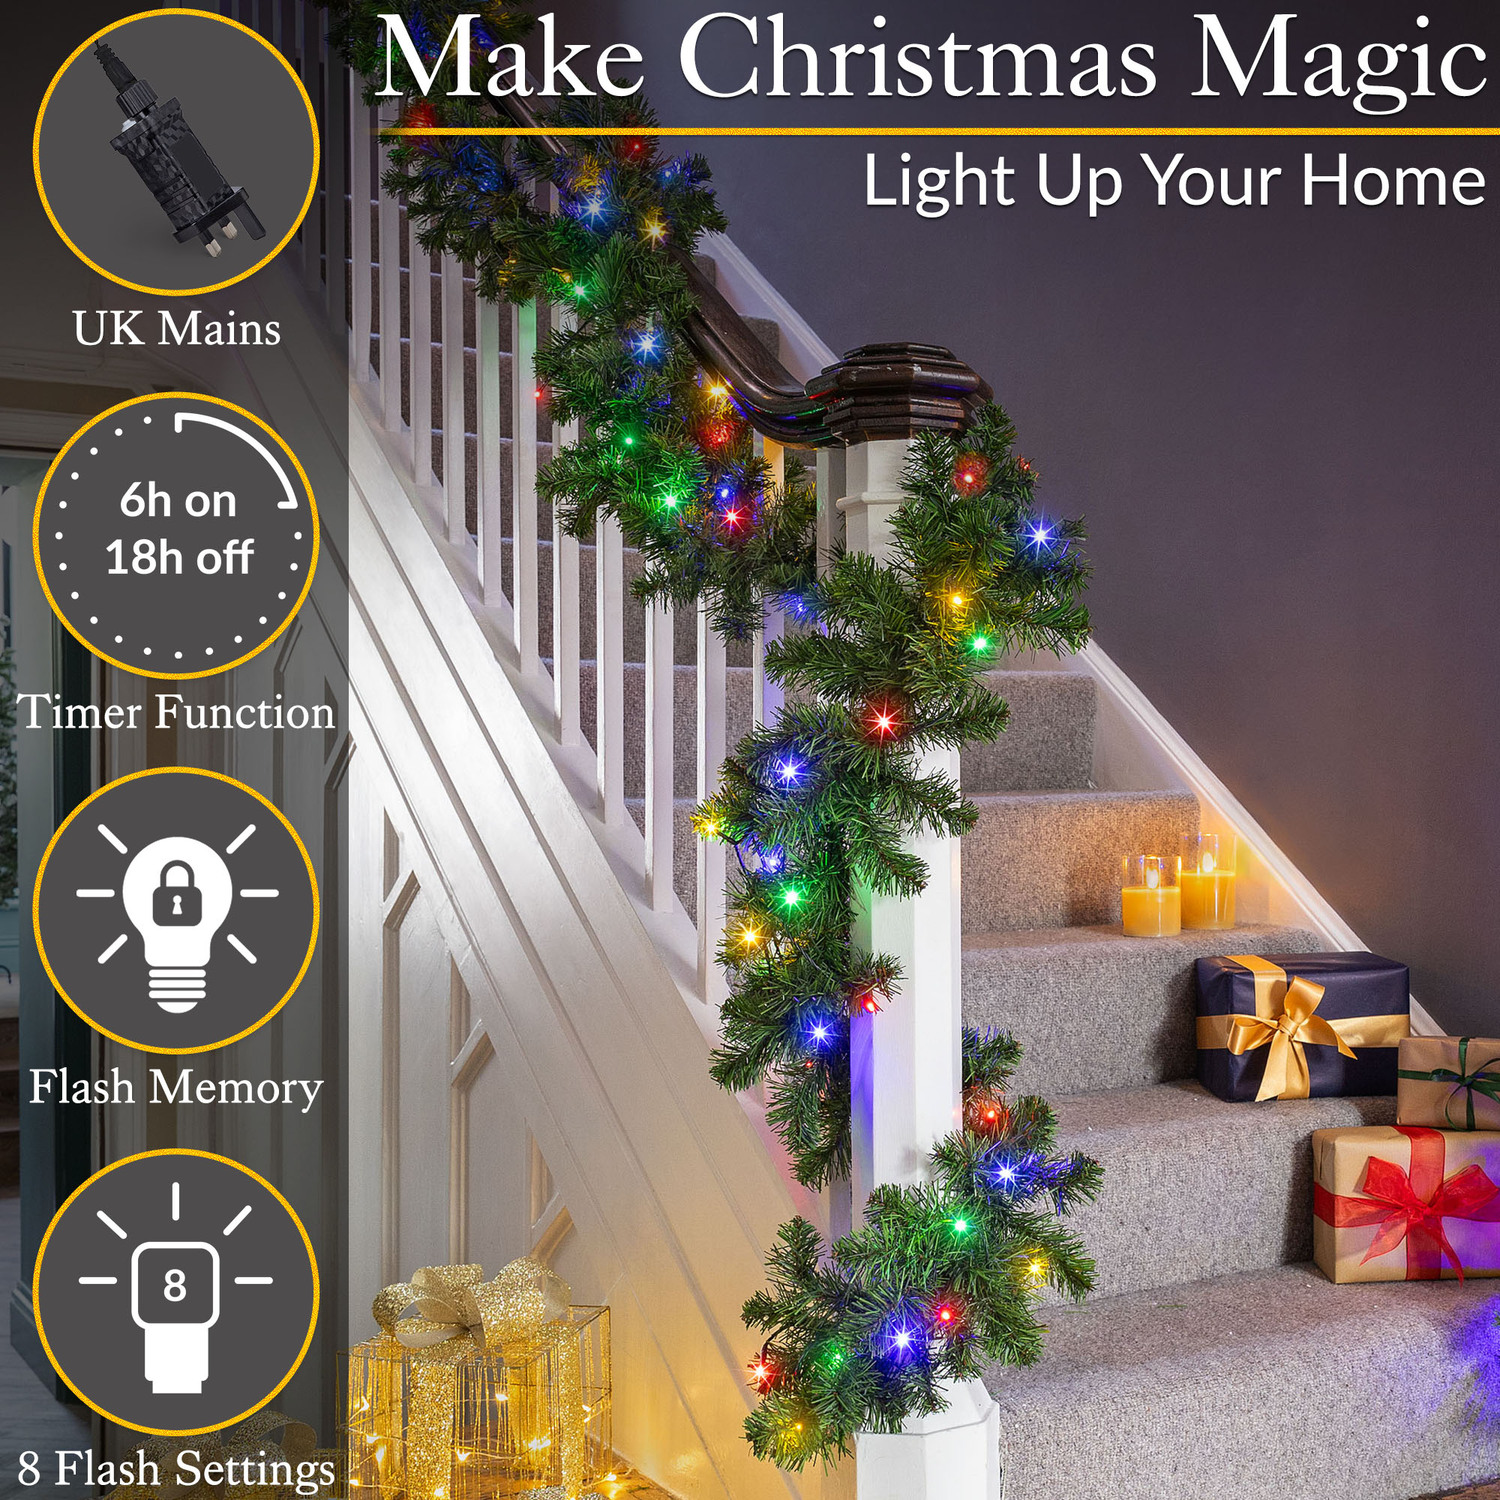 Make Christmas Magic
Light Up Your Home
UK Mains
6h on
18h off
Timer Function
Flash Memory
8
8 Flash Settings